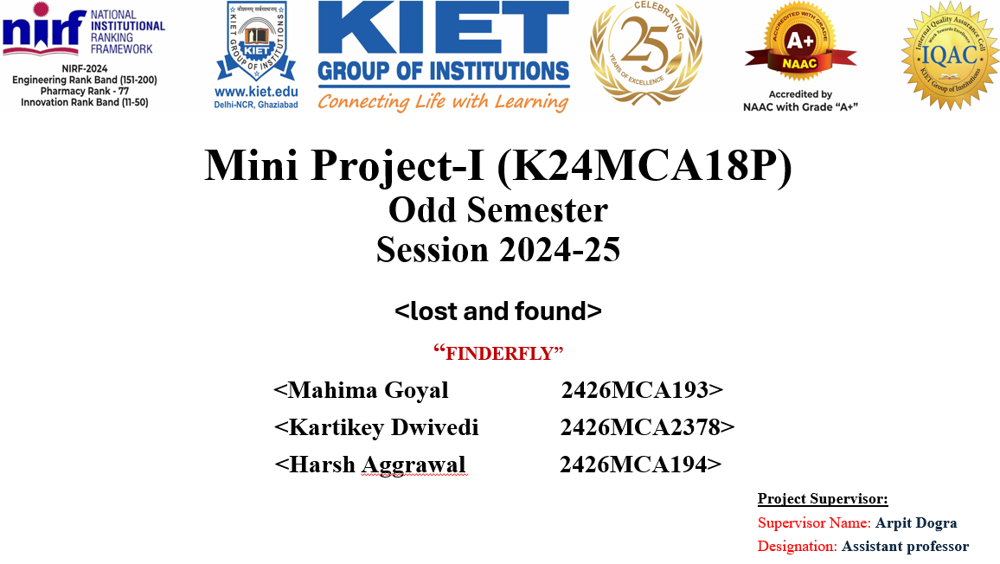 nirf NATIONAL INSTITUTIONAL RANKING FRAMEWORK
NIRF-2024
Engineering Rank Band (151-200)
Pharmacy Rank - 77
Innovation Rank Band (11-50)
KIET
KIET GROUP OF INSTITUTIONS
www.kiet.edu
Delhi-NCR, Ghaziabad
KIET
GROUP OF INSTITUTIONS
Connecting Life with Learning
CELEBRATING
25
YEARS OF EXCELLENCE
ACCREDITED WITH GRADE
A+
NAAC
Accredited by
NAAC with Grade “A+”
Internal Quality Assurance Cell
IQAC
KIET Group of Institutions
Mini Project-I (K24MCA18P)
Odd Semester
Session 2024-25
<lost and found>
“FINDERFLY”
<Mahima Goyal 2426MCA193>
<Kartikey Dwivedi 2426MCA2378>
<Harsh Aggrawal 2426MCA194>
Project Supervisor:
Supervisor Name: Arpit Dogra
Designation: Assistant professor